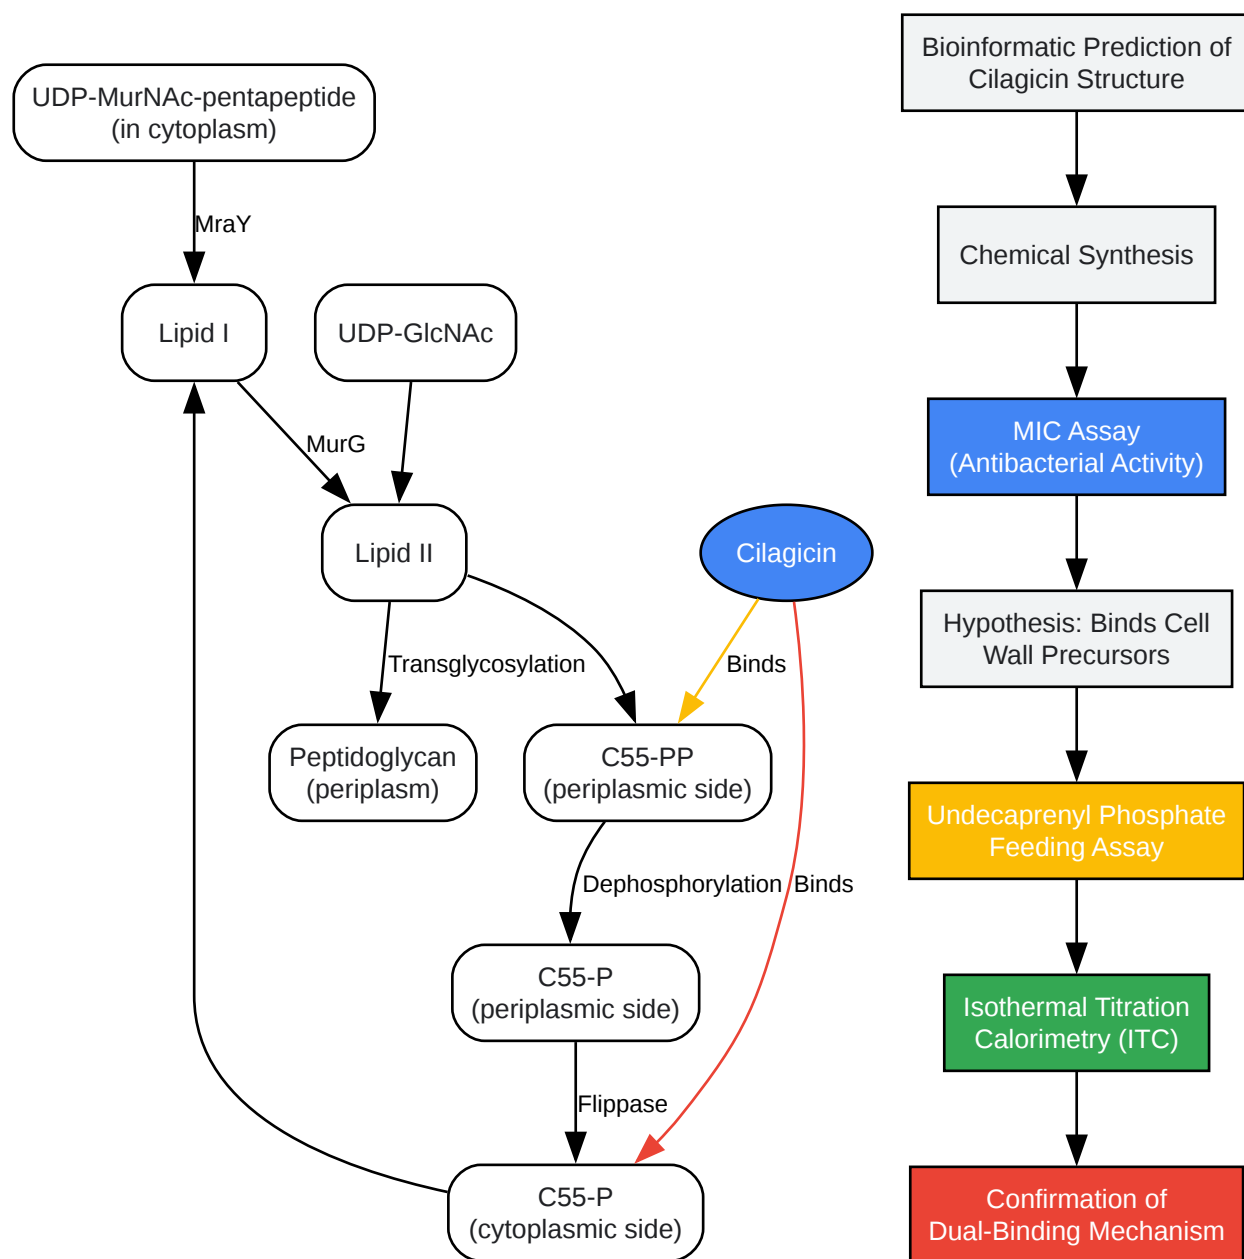 UDP-MurNAc-pentapeptide
(in cytoplasm)
MraY
Lipid I
UDP-GlcNAc
MurG
Lipid II
Cilagicin
Transglycosylation
Binds
Peptidoglycan
(periplasm)
C55-PP
(periplasmic side)
Dephosphorylation
Binds
C55-P
(periplasmic side)
Flippase
C55-P
(cytoplasmic side)
Bioinformatic Prediction of
Cilagicin Structure
Chemical Synthesis
MIC Assay
(Antibacterial Activity)
Hypothesis: Binds Cell
Wall Precursors
Undecaprenyl Phosphate
Feeding Assay
Isothermal Titration
Calorimetry (ITC)
Confirmation of
Dual-Binding Mechanism